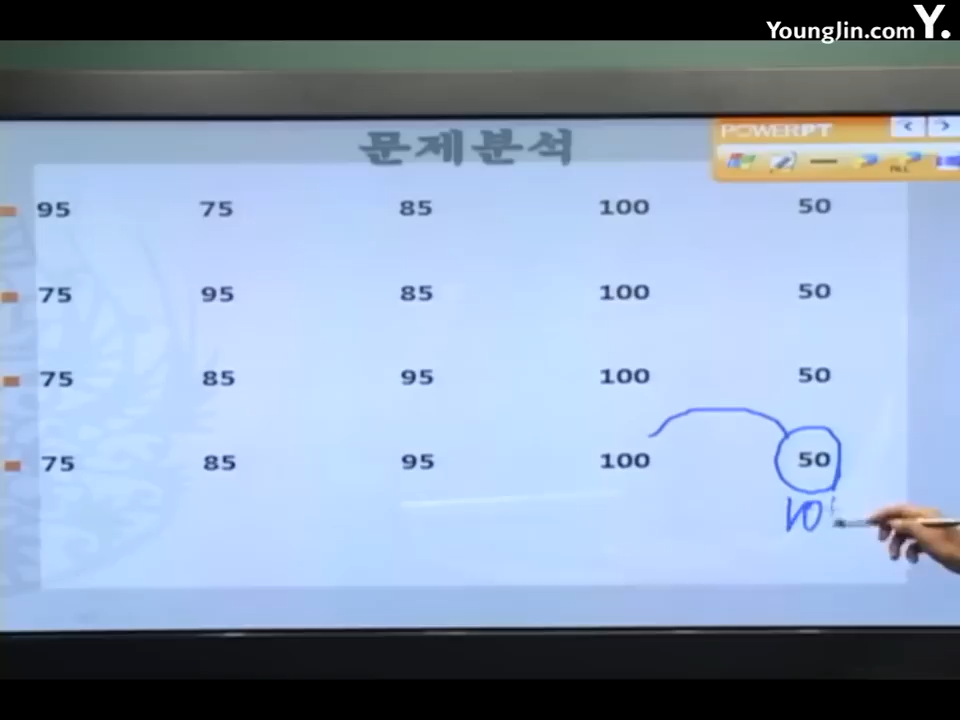 YoungJin.com Y.
문제분석
POWERPT
95 75 85 100 50
75 95 85 100 50
75 85 95 100 50
75 85 95 100 50